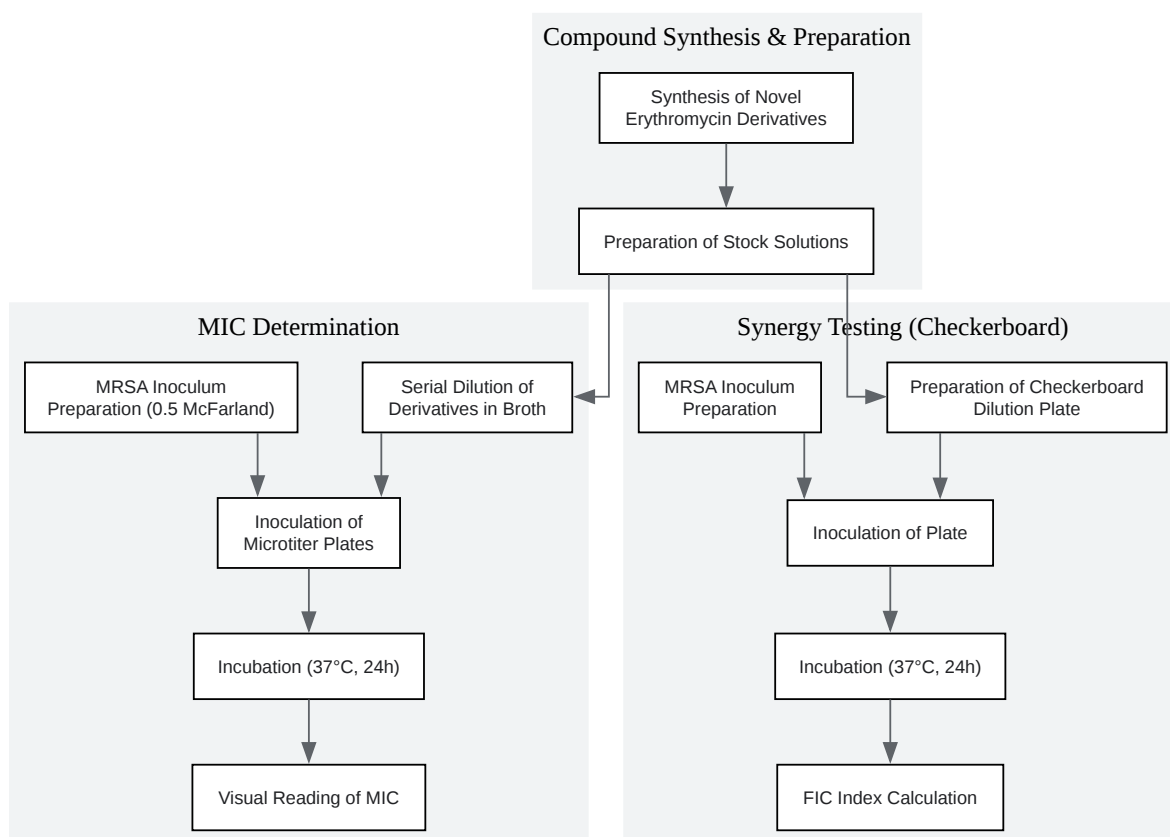 Compound Synthesis & Preparation
Synthesis of Novel
Erythromycin Derivatives
Preparation of Stock Solutions
MIC Determination
MRSA Inoculum
Preparation (0.5 McFarland)
Serial Dilution of
Derivatives in Broth
Inoculation of
Microtiter Plates
Incubation (37°C, 24h)
Visual Reading of MIC
Synergy Testing (Checkerboard)
MRSA Inoculum
Preparation
Preparation of Checkerboard
Dilution Plate
Inoculation of Plate
Incubation (37°C, 24h)
FIC Index Calculation